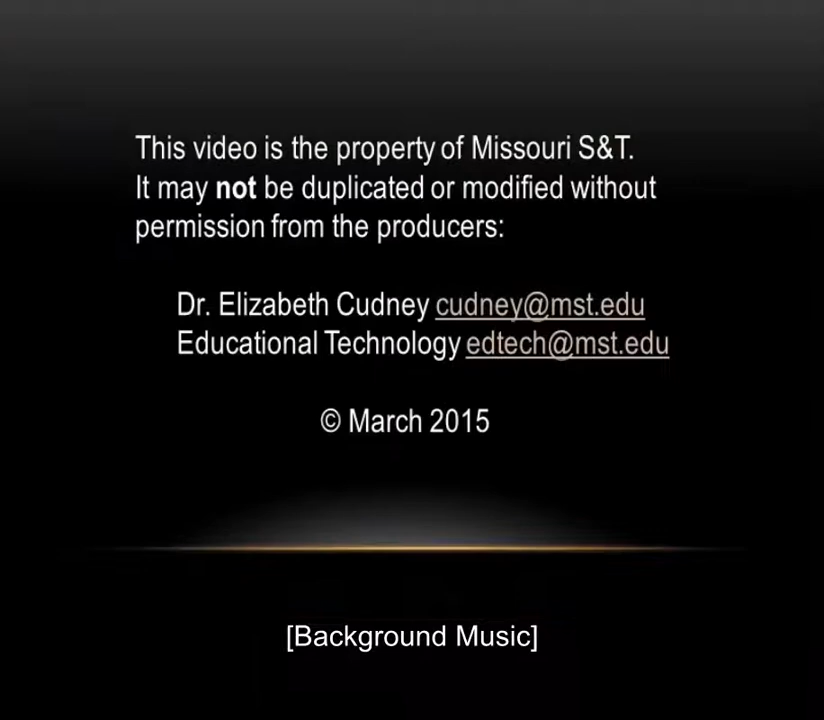 This video is the property of Missouri S&T.
It may not be duplicated or modified without
permission from the producers:
Dr. Elizabeth Cudney cudney@mst.edu
Educational Technology edtech@mst.edu
© March 2015
[Background Music]